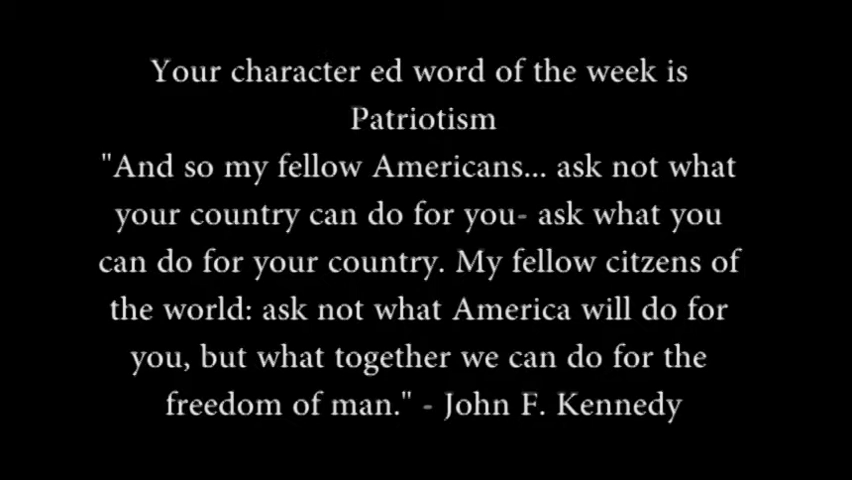 Your character ed word of the week is
Patriotism
"And so my fellow Americans... ask not what
your country can do for you- ask what you
can do for your country. My fellow citzens of
the world: ask not what America will do for
you, but what together we can do for the
freedom of man." - John F. Kennedy